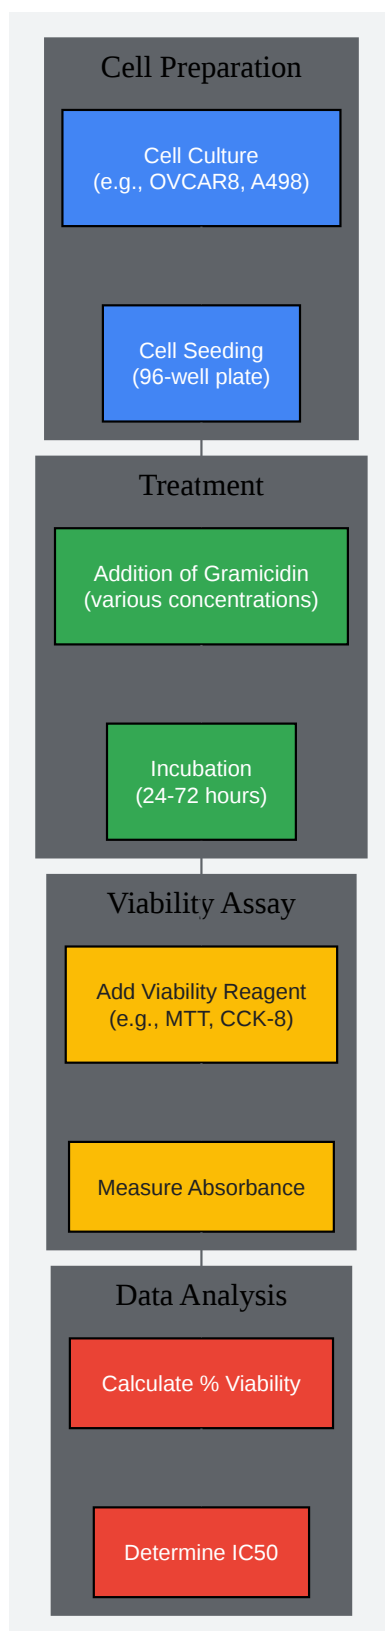 Cell Preparation
Cell Culture
(e.g., OVCAR8, A498)
Cell Seeding
(96-well plate)
Treatment
Addition of Gramicidin
(various concentrations)
Incubation
(24-72 hours)
Viability Assay
Add Viability Reagent
(e.g., MTT, CCK-8)
Measure Absorbance
Data Analysis
Calculate % Viability
Determine IC50